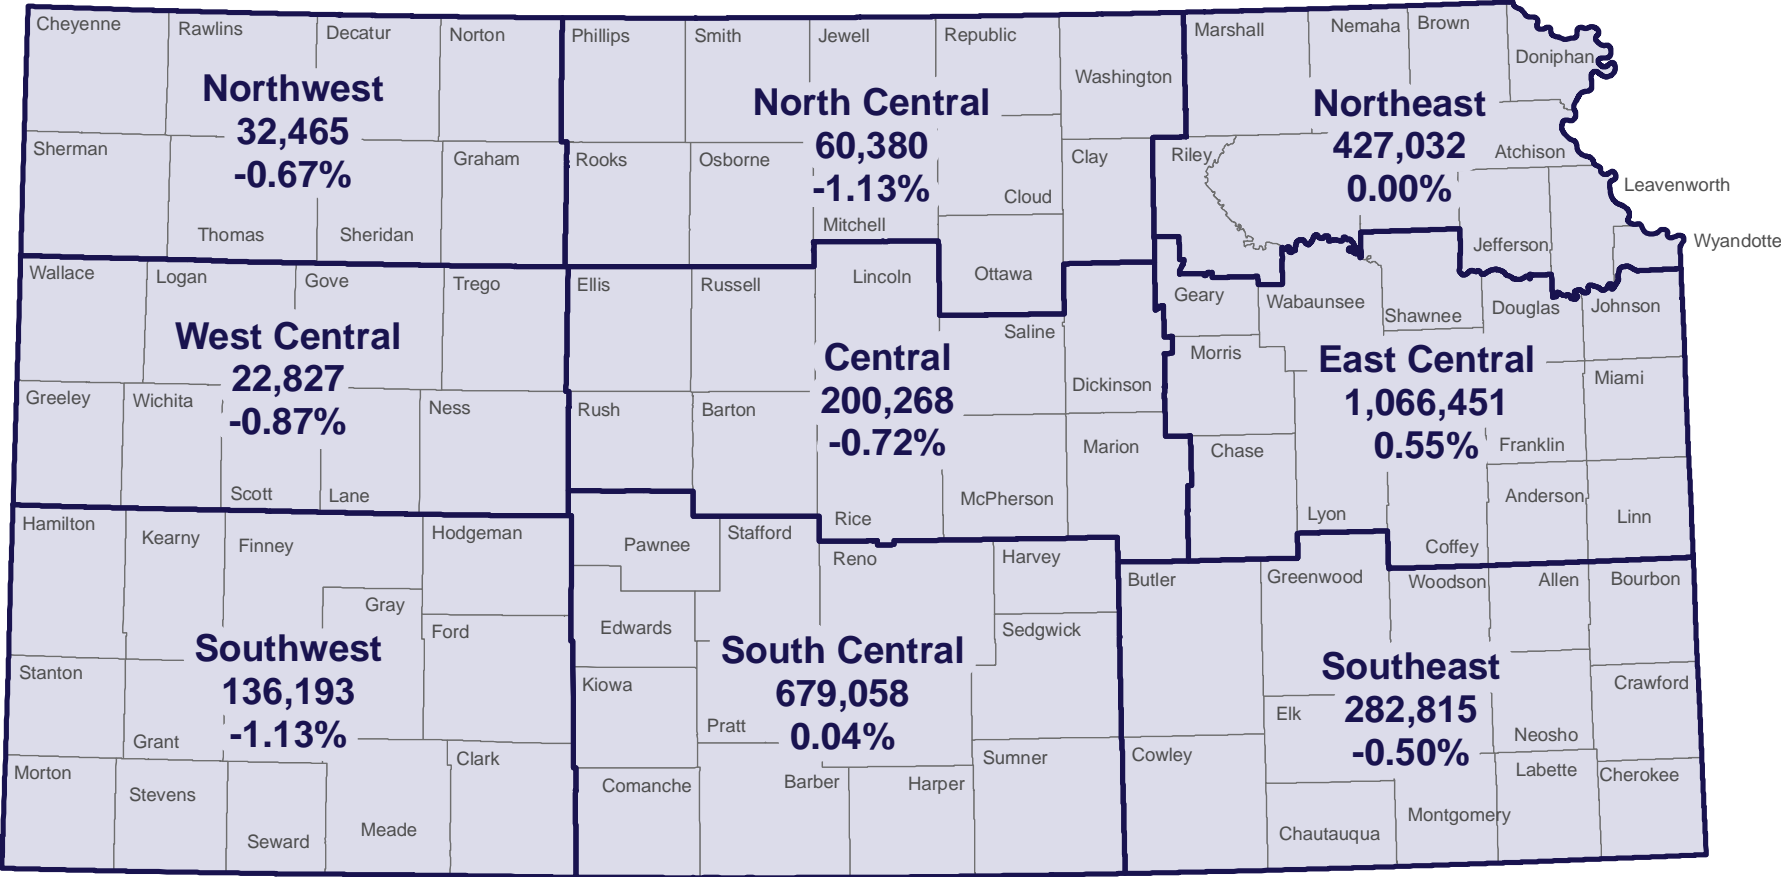 Cheyenne
Rawlins
Decatur
Norton
Phillips
Smith
Jewell
Republic
Washington
Marshall
Nemaha
Brown
Doniphan
Northwest
32,465
-0.67%
North Central
60,380
-1.13%
Northeast
427,032
0.00%
Sherman
Thomas
Sheridan
Graham
Rooks
Osborne
Mitchell
Cloud
Clay
Riley
Atchison
Leavenworth
Jefferson
Wyandotte
Wallace
Logan
Gove
Trego
Ellis
Russell
Lincoln
Ottawa
Saline
Geary
Wabaunsee
Shawnee
Douglas
Johnson
West Central
22,827
-0.87%
Central
200,268
-0.72%
East Central
1,066,451
0.55%
Greeley
Wichita
Scott
Lane
Ness
Rush
Barton
Rice
McPherson
Dickinson
Marion
Morris
Chase
Lyon
Coffey
Franklin
Miami
Anderson
Linn
Hamilton
Kearny
Finney
Hodgeman
Gray
Ford
Pawnee
Stafford
Edwards
Reno
Harvey
Sedgwick
Butler
Greenwood
Woodson
Allen
Bourbon
Southwest
136,193
-1.13%
South Central
679,058
0.04%
Southeast
282,815
-0.50%
Stanton
Grant
Kiowa
Pratt
Elk
Neosho
Crawford
Morton
Stevens
Seward
Meade
Clark
Comanche
Barber
Harper
Sumner
Cowley
Chautauqua
Montgomery
Labette
Cherokee